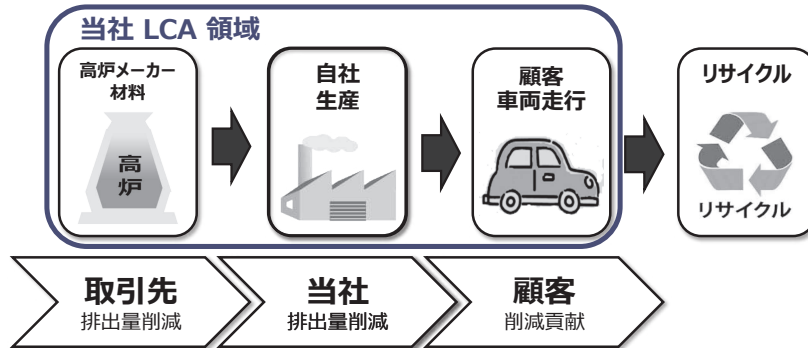 当社 LCA 領域
高炉メーカー
材料
高
炉
自社
生産
顧客
車両走行
リサイクル
リサイクル
取引先
排出量削減
当社
排出量削減
顧客
削減貢献